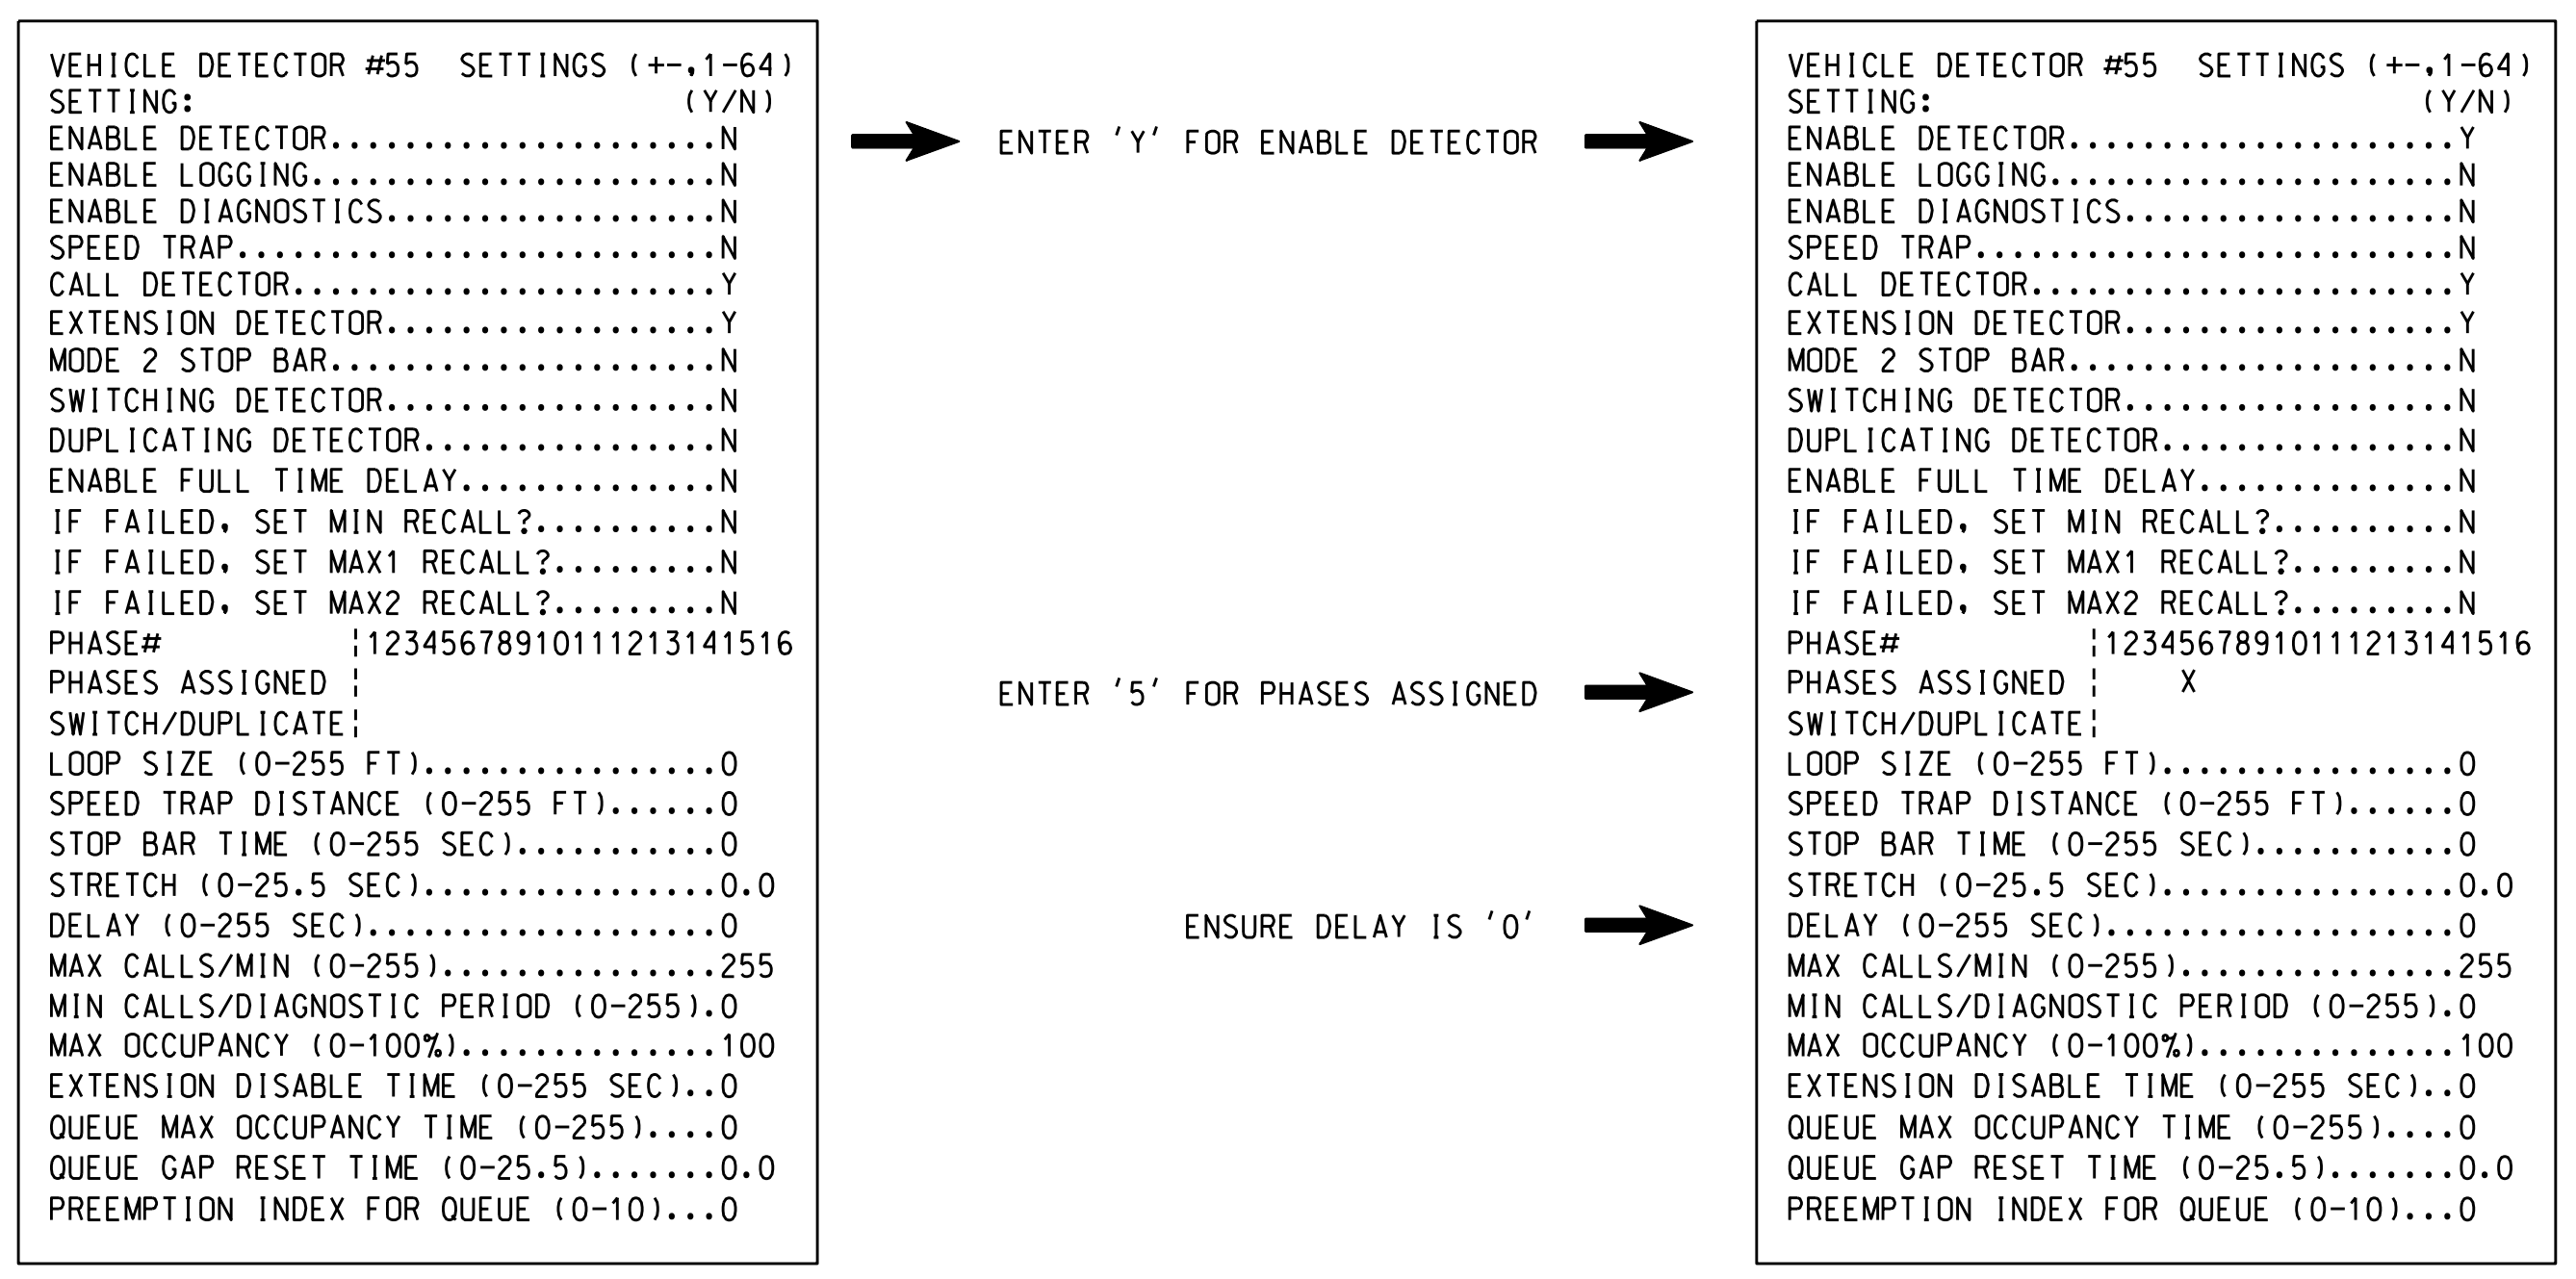 VEHICLE DETECTOR #55 SETTINGS (+-,1-64)
SETTING: (Y/N)
ENABLE DETECTOR.....................N
ENABLE LOGGING......................N
ENABLE DIAGNOSTICS..................N
SPEED TRAP..........................N
CALL DETECTOR.......................Y
EXTENSION DETECTOR..................Y
MODE 2 STOP BAR.....................N
SWITCHING DETECTOR..................N
DUPLICATING DETECTOR................N
ENABLE FULL TIME DELAY..............N
IF FAILED, SET MIN RECALL?..........N
IF FAILED, SET MAX1 RECALL?.........N
IF FAILED, SET MAX2 RECALL?.........N
PHASE# ¦12345678910111213141516
PHASES ASSIGNED ¦
SWITCH/DUPLICATE¦
LOOP SIZE (0-255 FT)................0
SPEED TRAP DISTANCE (0-255 FT)......0
STOP BAR TIME (0-255 SEC)...........0
STRETCH (0-25.5 SEC)................0.0
DELAY (0-255 SEC)...................0
MAX CALLS/MIN (0-255)...............255
MIN CALLS/DIAGNOSTIC PERIOD (0-255).0
MAX OCCUPANCY (0-100%)..............100
EXTENSION DISABLE TIME (0-255 SEC)..0
QUEUE MAX OCCUPANCY TIME (0-255)....0
QUEUE GAP RESET TIME (0-25.5).......0.0
PREEMPTION INDEX FOR QUEUE (0-10)...0
ENTER 'Y' FOR ENABLE DETECTOR
ENTER '5' FOR PHASES ASSIGNED
ENSURE DELAY IS '0'
VEHICLE DETECTOR #55 SETTINGS (+-,1-64)
SETTING: (Y/N)
ENABLE DETECTOR.....................Y
ENABLE LOGGING......................N
ENABLE DIAGNOSTICS..................N
SPEED TRAP..........................N
CALL DETECTOR.......................Y
EXTENSION DETECTOR..................Y
MODE 2 STOP BAR.....................N
SWITCHING DETECTOR..................N
DUPLICATING DETECTOR................N
ENABLE FULL TIME DELAY..............N
IF FAILED, SET MIN RECALL?..........N
IF FAILED, SET MAX1 RECALL?.........N
IF FAILED, SET MAX2 RECALL?.........N
PHASE# ¦12345678910111213141516
PHASES ASSIGNED ¦ X
SWITCH/DUPLICATE¦
LOOP SIZE (0-255 FT)................0
SPEED TRAP DISTANCE (0-255 FT)......0
STOP BAR TIME (0-255 SEC)...........0
STRETCH (0-25.5 SEC)................0.0
DELAY (0-255 SEC)...................0
MAX CALLS/MIN (0-255)...............255
MIN CALLS/DIAGNOSTIC PERIOD (0-255).0
MAX OCCUPANCY (0-100%)..............100
EXTENSION DISABLE TIME (0-255 SEC)..0
QUEUE MAX OCCUPANCY TIME (0-255)....0
QUEUE GAP RESET TIME (0-25.5).......0.0
PREEMPTION INDEX FOR QUEUE (0-10)...0